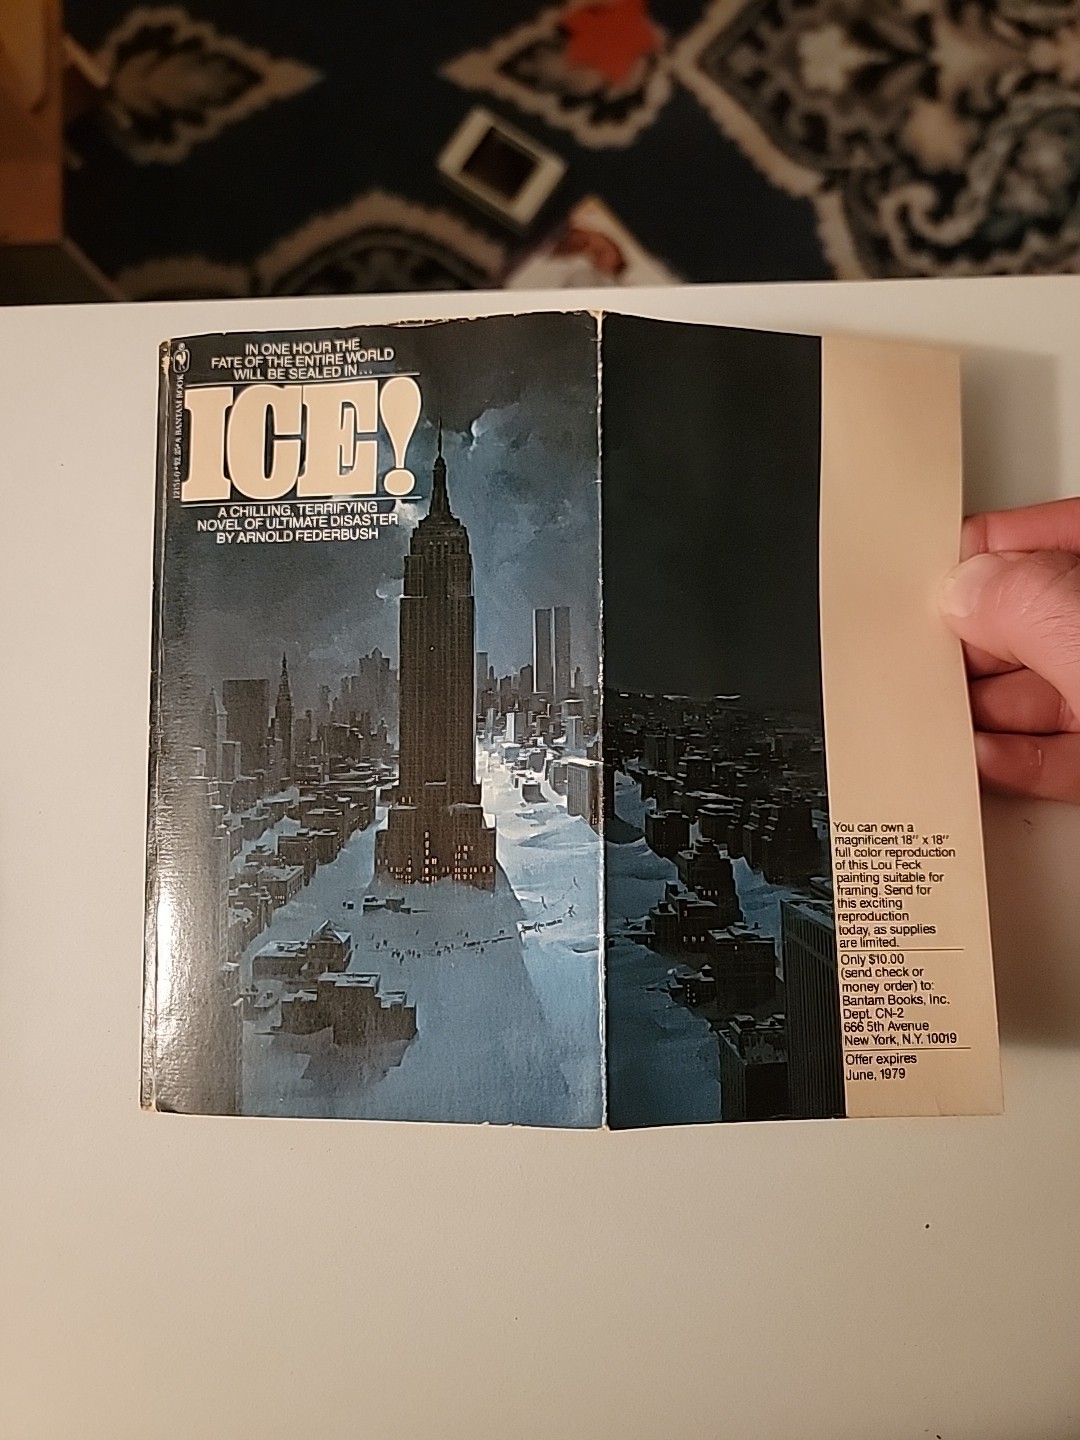 IN ONE HOUR THE
FATE OF THE ENTIRE WORLD
WILL BE SEALED IN...
ICE!
A CHILLING, TERRIFYING
NOVEL OF ULTIMATE DISASTER
BY ARNOLD FEDERBUSH
12151-0 • $2.25 • A BANTAM BOOK
You can own a
magnificent 18" x 18"
full color reproduction
of this Lou Feck
painting suitable for
framing. Send for
this exciting
reproduction
today, as supplies
are limited.
Only $10.00
(send check or
money order) to:
Bantam Books, Inc.
Dept. CN-2
666 5th Avenue
New York, N.Y. 10019
Offer expires
June, 1979